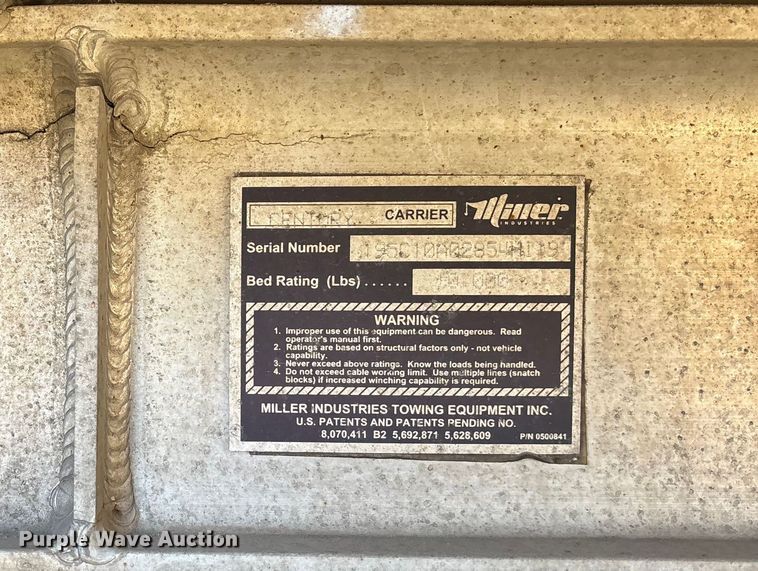 CENTURY CARRIER Miller
INDUSTRIES
Serial Number
Bed Rating (Lbs) . . . . . .
WARNING
1. Improper use of this equipment can be dangerous. Read
operator's manual first.
2. Ratings are based on structural factors only - not vehicle
capability.
3. Never exceed above ratings. Know the loads being handled.
4. Do not exceed cable working limit. Use multiple lines (snatch
blocks) if increased winching capability is required.
MILLER INDUSTRIES TOWING EQUIPMENT INC.
U.S. PATENTS AND PATENTS PENDING NO.
8,070,411 B2 5,692,871 5,628,609 P/N 0500841
Purple Wave Auction